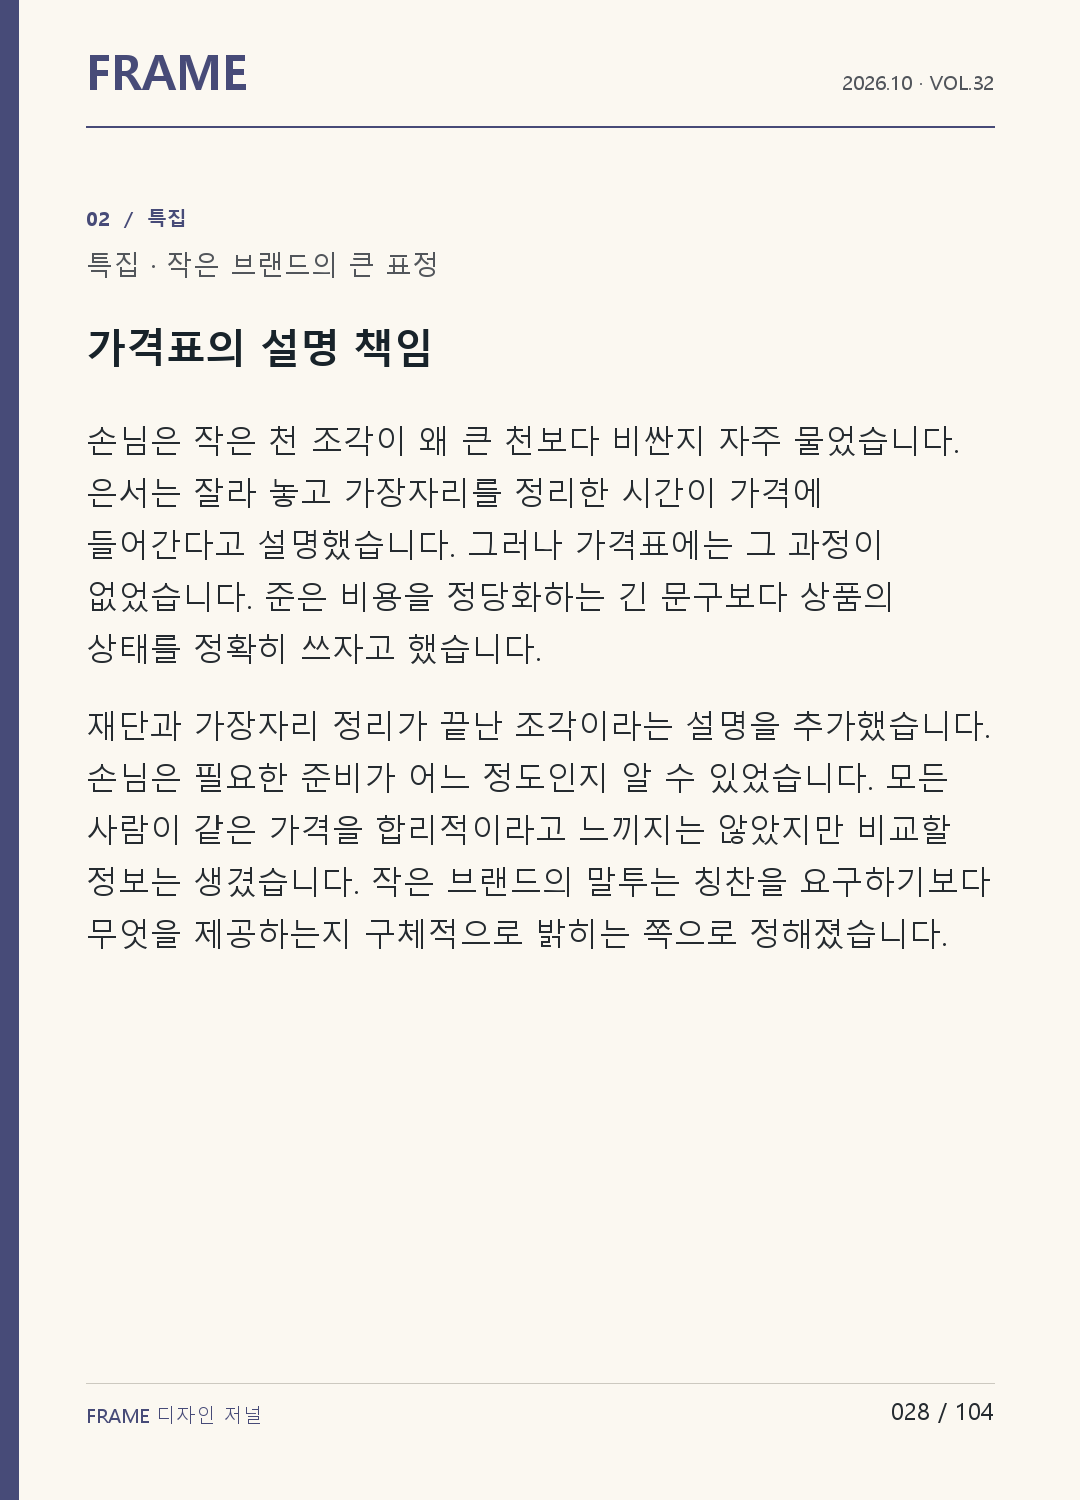 FRAME
2026.10 · VOL.32
02 / 특집
특집 · 작은 브랜드의 큰 표정
가격표의 설명 책임
손님은 작은 천 조각이 왜 큰 천보다 비싼지 자주 물었습니다.
은서는 잘라 놓고 가장자리를 정리한 시간이 가격에
들어간다고 설명했습니다. 그러나 가격표에는 그 과정이
없었습니다. 준은 비용을 정당화하는 긴 문구보다 상품의
상태를 정확히 쓰자고 했습니다.
재단과 가장자리 정리가 끝난 조각이라는 설명을 추가했습니다.
손님은 필요한 준비가 어느 정도인지 알 수 있었습니다. 모든
사람이 같은 가격을 합리적이라고 느끼지는 않았지만 비교할
정보는 생겼습니다. 작은 브랜드의 말투는 칭찬을 요구하기보다
무엇을 제공하는지 구체적으로 밝히는 쪽으로 정해졌습니다.
FRAME 디자인 저널
028 / 104